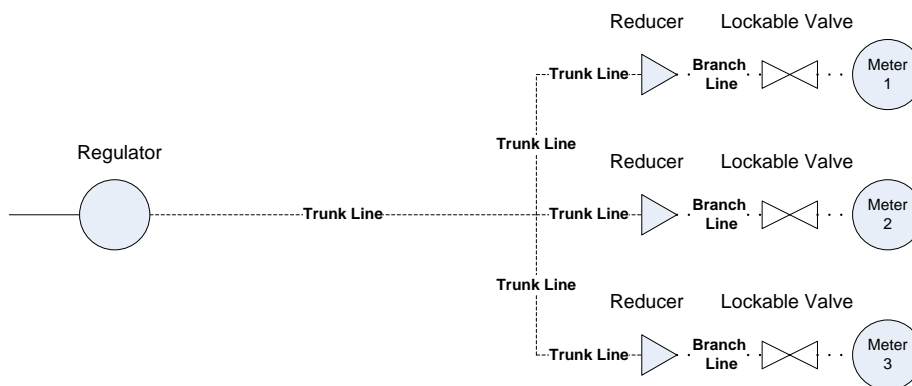 Reducer Lockable Valve
Trunk Line Branch Line Meter 1
Trunk Line
Regulator
Reducer Lockable Valve
Trunk Line Trunk Line Branch Line Meter 2
Trunk Line
Reducer Lockable Valve
Trunk Line Branch Line Meter 3